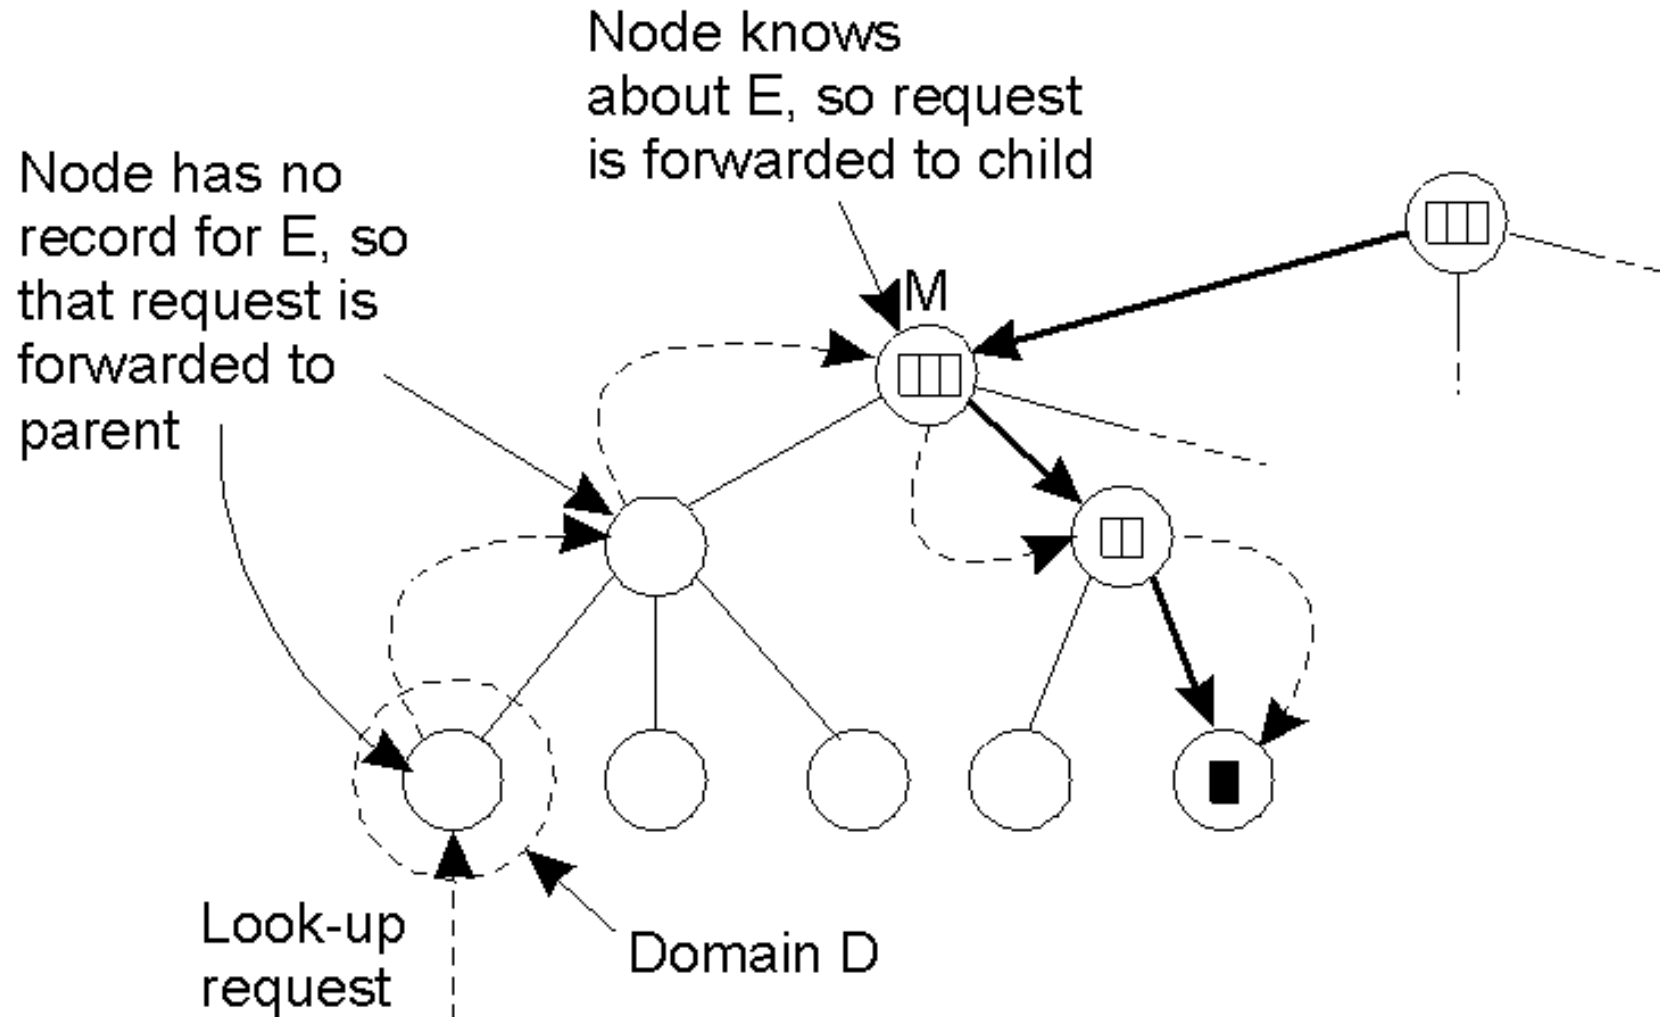 Node knows
about E, so request
is forwarded to child
Node has no
record for E, so
that request is
forwarded to
parent
M
Look-up
request
Domain D